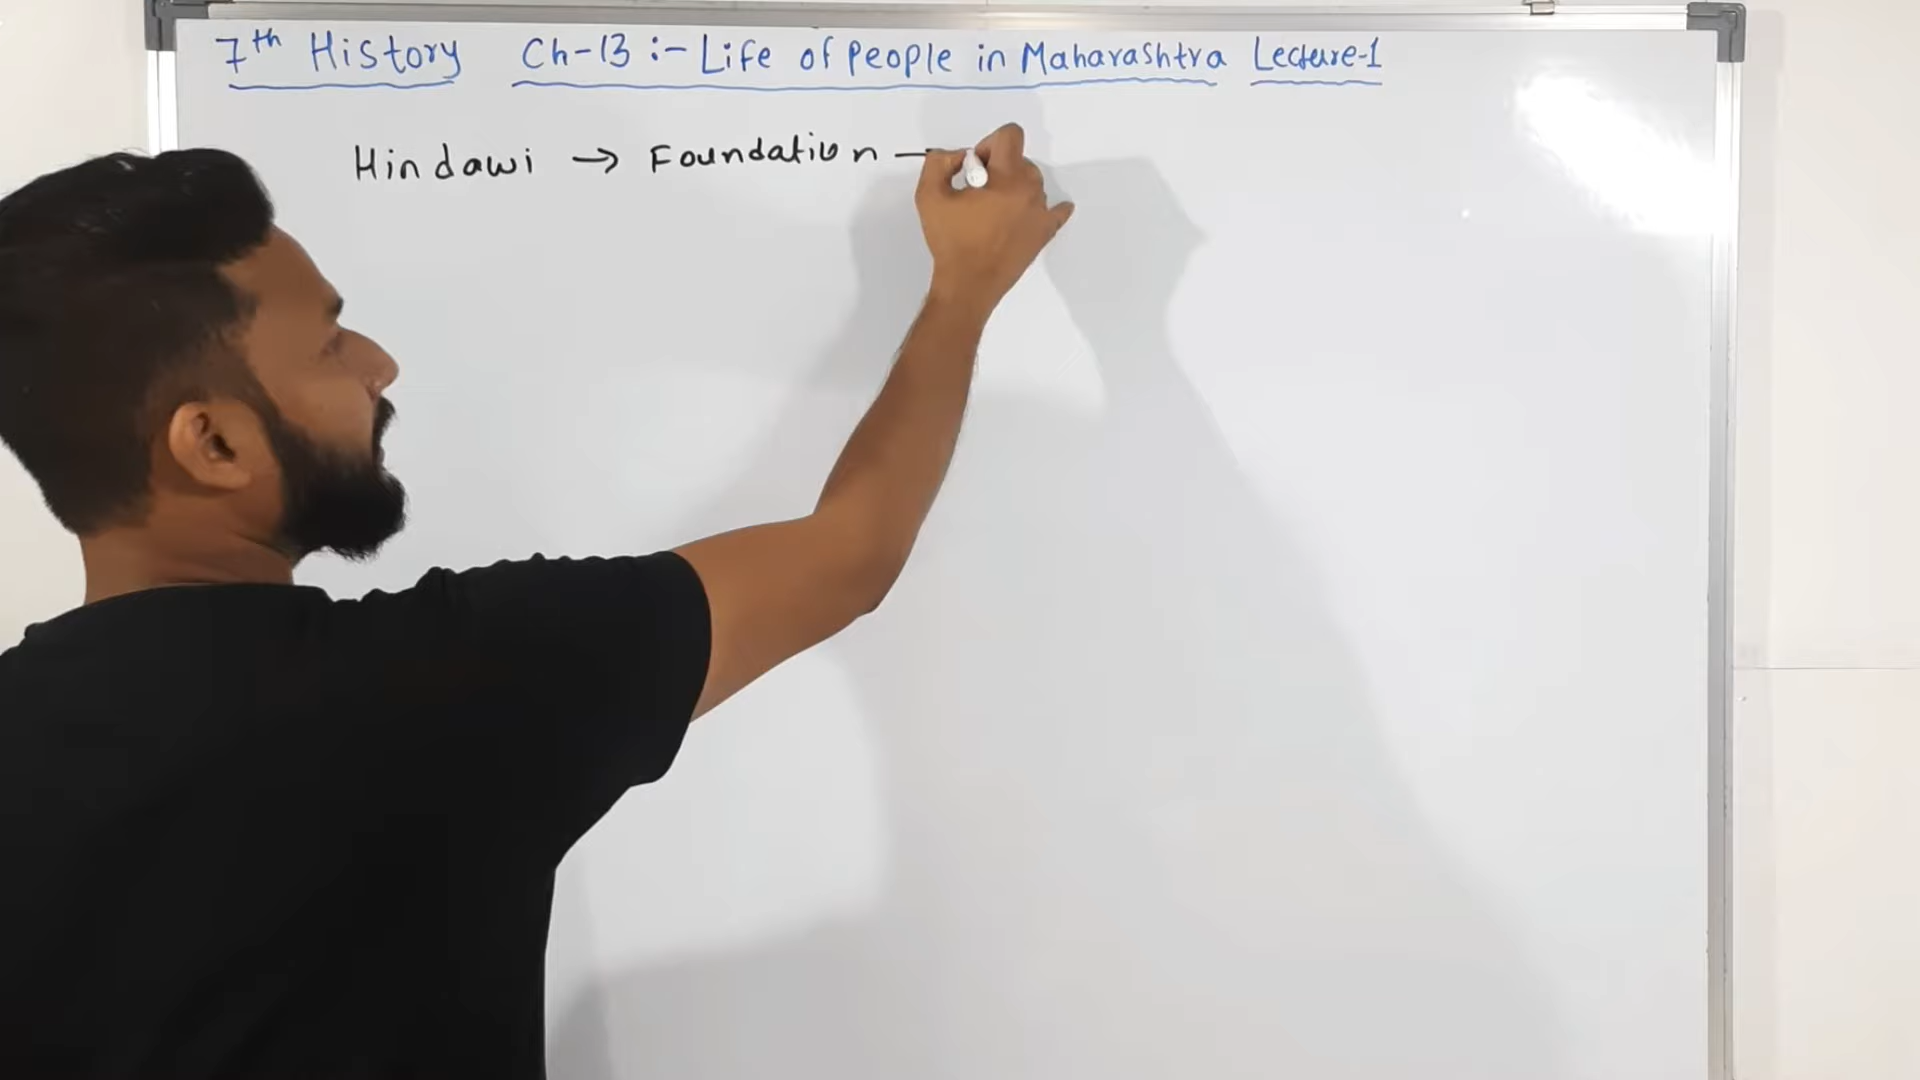 7th History Ch-13 :- Life of People in Maharashtra Lecture-1
Hindawi → Foundation —